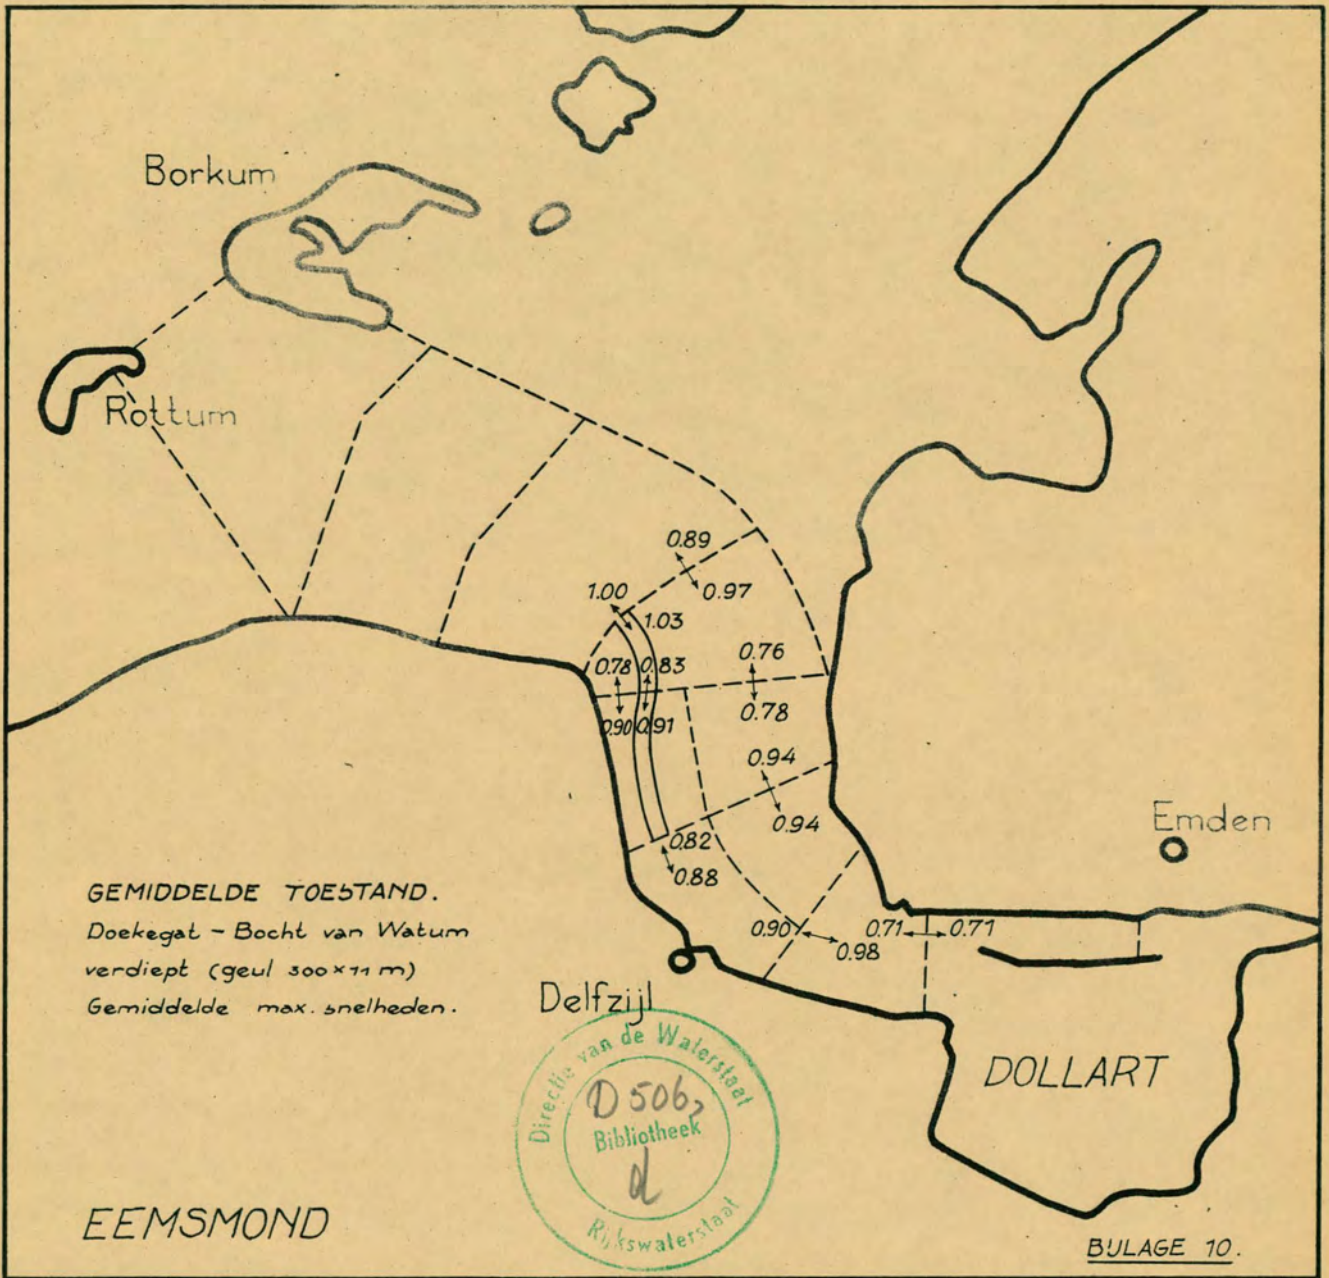 Borkum
Rottum
0.89
0.97
1.00
1.03
0.78 0.83
0.76
0.90 0.91
0.78
0.94
0.94
0.82
0.88
Emden
GEMIDDELDE TOESTAND.
Doekegat – Bocht van Watum
verdiept (geul 300×11 m)
Gemiddelde max. snelheden.
0.90
0.98
0.71 0.71
Delfzijl
DOLLART
Directie van de Waterstaat
D 506,
Bibliotheek
d
Rijkswaterstaat
EEMSMOND
BIJLAGE 10.